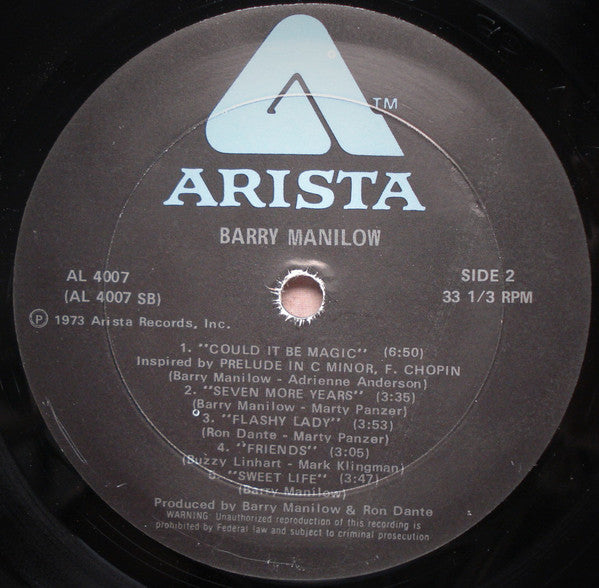 TM
ARISTA
BARRY MANILOW
AL 4007 SIDE 2
(AL 4007 SB) 33 1/3 RPM
Ⓟ 1973 Arista Records, Inc.
1. "COULD IT BE MAGIC" (6:50)
Inspired by PRELUDE IN C MINOR, F. CHOPIN
(Barry Manilow - Adrienne Anderson)
2. "SEVEN MORE YEARS" (3:35)
(Barry Manilow - Marty Panzer)
3. "FLASHY LADY" (3:53)
(Ron Dante - Marty Panzer)
4. "FRIENDS" (3:05)
(Buzzy Linhart - Mark Klingman)
5. "SWEET LIFE" (3:47)
(Barry Manilow)
Produced by Barry Manilow & Ron Dante
WARNING: Unauthorized reproduction of this recording is
prohibited by Federal law and subject to criminal prosecution